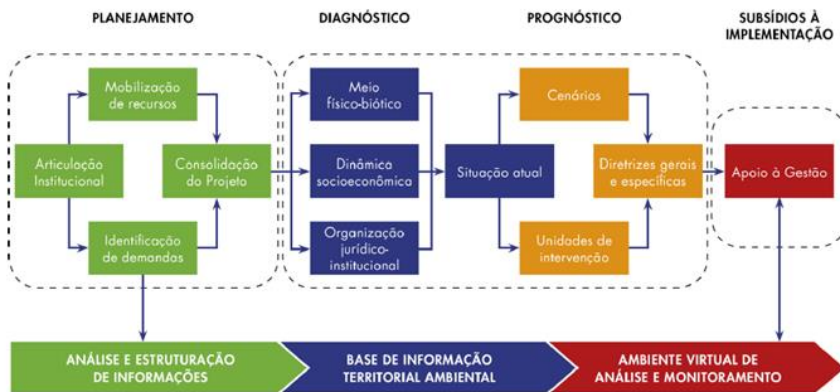 PLANEJAMENTO
DIAGNÓSTICO
PROGNÓSTICO
SUBSÍDIOS À
IMPLEMENTAÇÃO
Mobilização
de recursos
Articulação
Institucional
Consolidação
do Projeto
Identificação
de demandas
Meio
físico-biótico
Dinâmica
socioeconômica
Organização
jurídico-
institucional
Situação atual
Cenários
Diretrizes gerais
e específicas
Unidades de
intervenção
Apoio à Gestão
ANÁLISE E ESTRUTURAÇÃO
DE INFORMAÇÕES
BASE DE INFORMAÇÃO
TERRITORIAL AMBIENTAL
AMBIENTE VIRTUAL DE
ANÁLISE E MONITORAMENTO